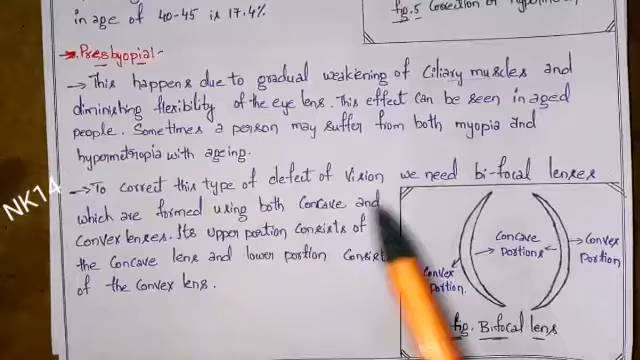 in age of 40-45 is 17.4%
fig.5 Correction of
Presbyopial-
→ This happens due to gradual weakening of Ciliary muscles and
diminishing flexibility of the eye lens. This effect can be seen in aged
people. Sometimes a person may suffer from both myopia and
hypermetropia with ageing.
→ To correct this type of defect of vision we need bi-focal lenses
which are formed using both Concave and
Convex lenses. Its upper portion consists of
the Concave lens and lower portion consist
of the Convex lens.
Concave
portions
Convex
portion
Convex
portion.
fig. Bifocal lens
NK14